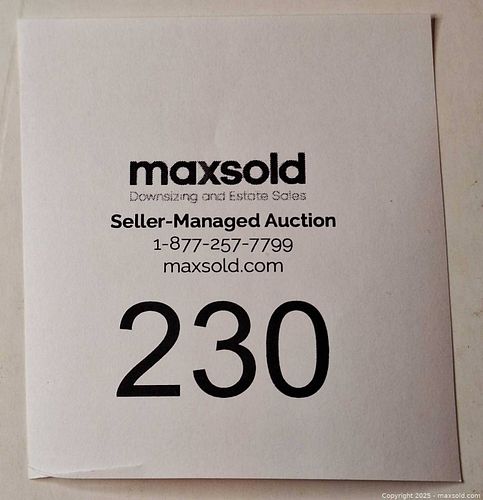 maxsold
Downsizing and Estate Sales
Seller-Managed Auction
1-877-257-7799
maxsold.com
230
Copyright 2025 - maxsold.com